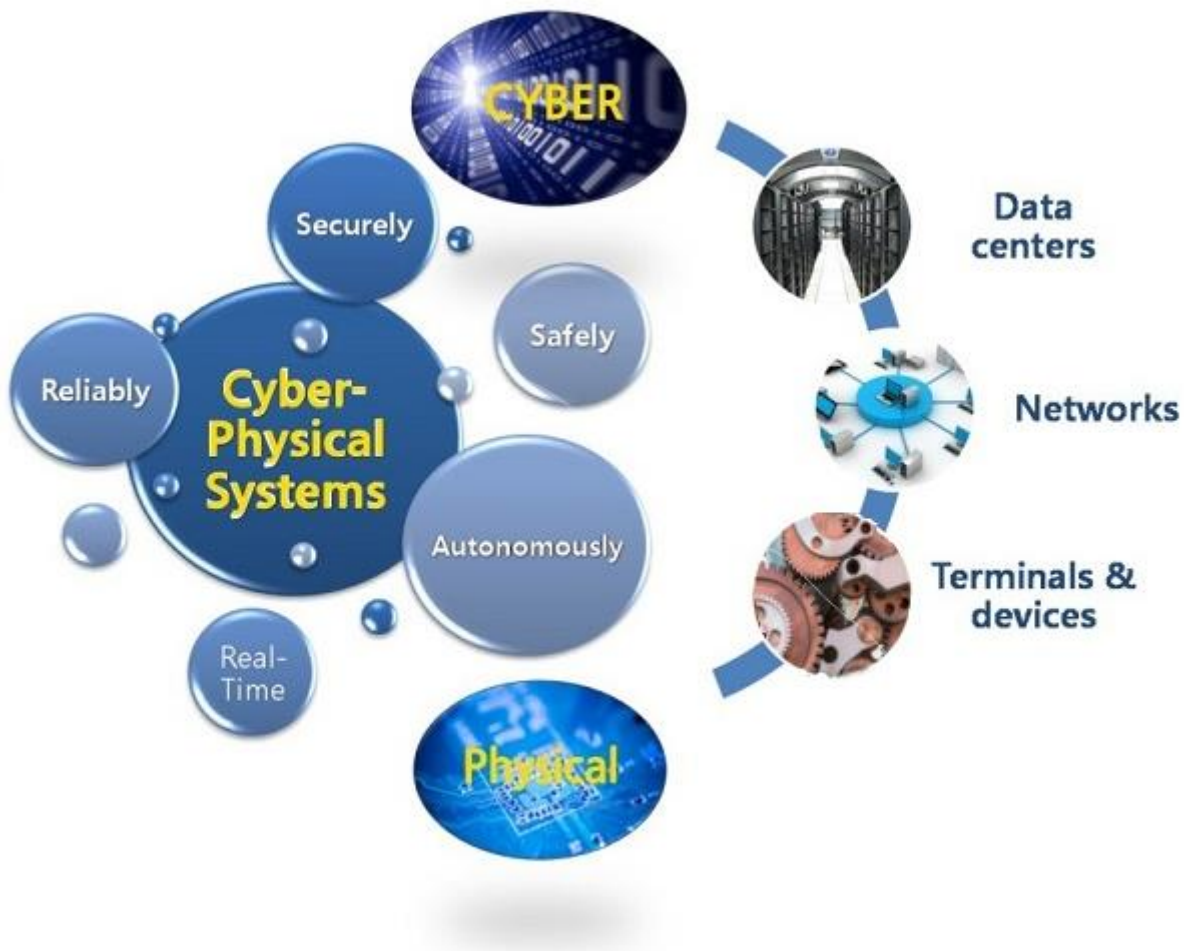 CYBER
Securely
Data
centers
Safely
Reliably
Cyber-
Physical
Systems
Networks
Autonomously
Terminals &
devices
Real-
Time
Physical